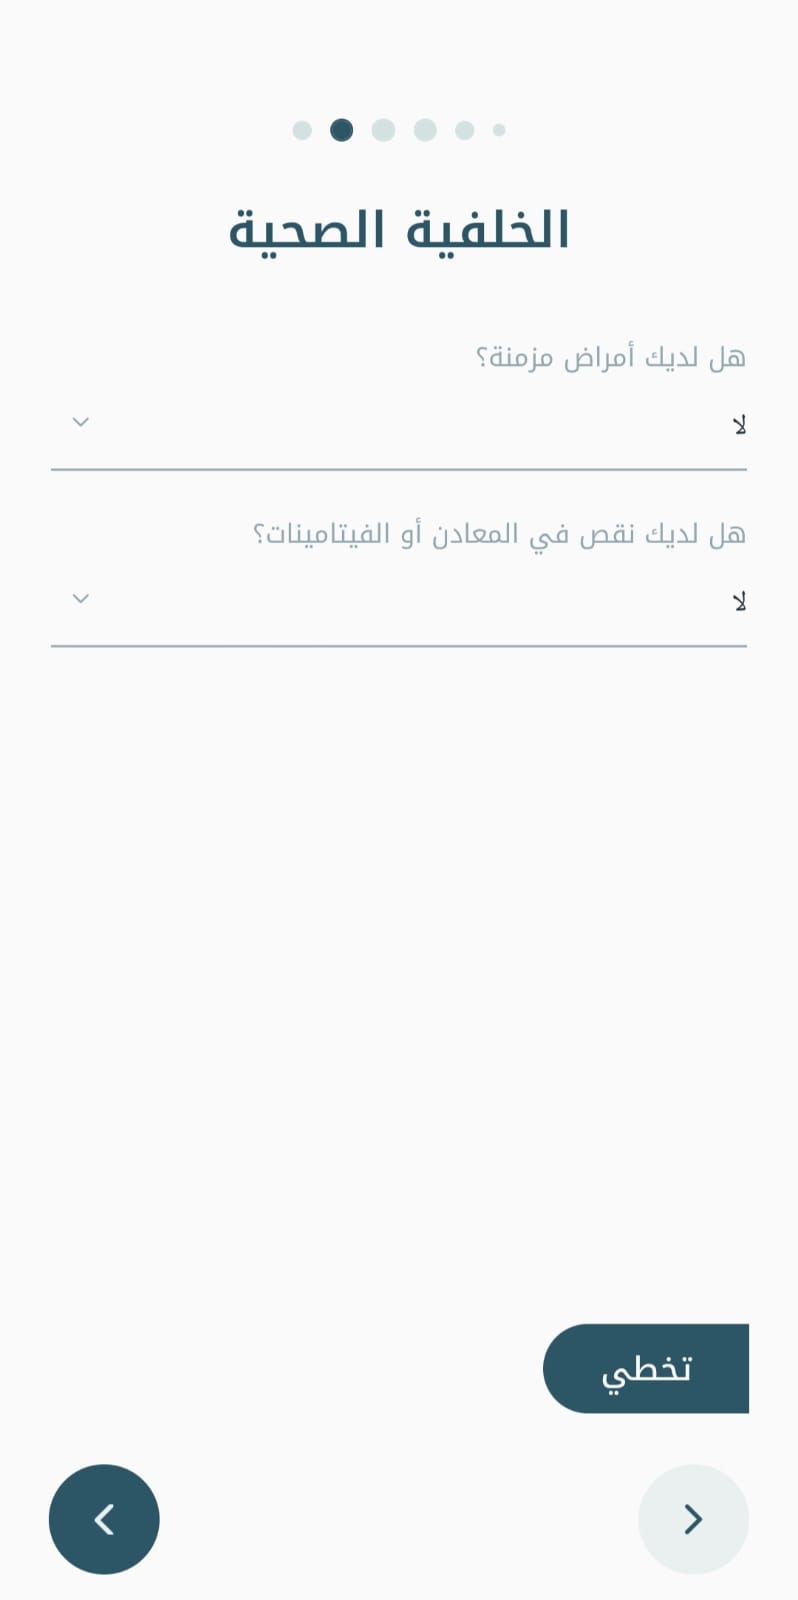 الخلفية الصحية
هل لديك أمراض مزمنة؟
لا
هل لديك نقص في المعادن أو الفيتامينات؟
لا
تخطي